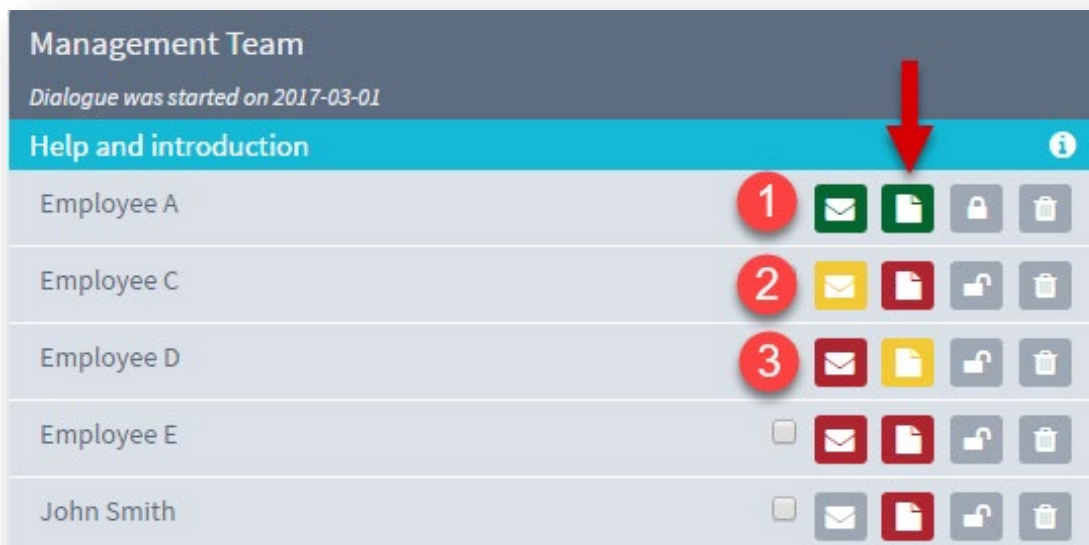 Management Team
Dialogue was started on 2017-03-01
Help and introduction
Employee A 1
Employee C 2
Employee D 3
Employee E
John Smith